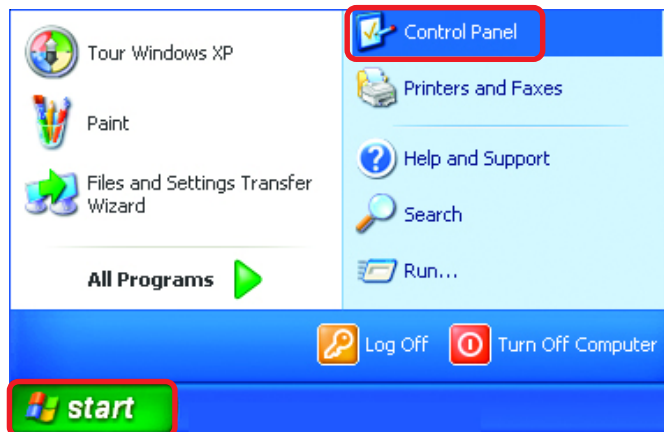 Tour Windows XP
Paint
Files and Settings Transfer
Wizard
All Programs
Control Panel
Printers and Faxes
Help and Support
Search
Run...
Log Off
Turn Off Computer
start